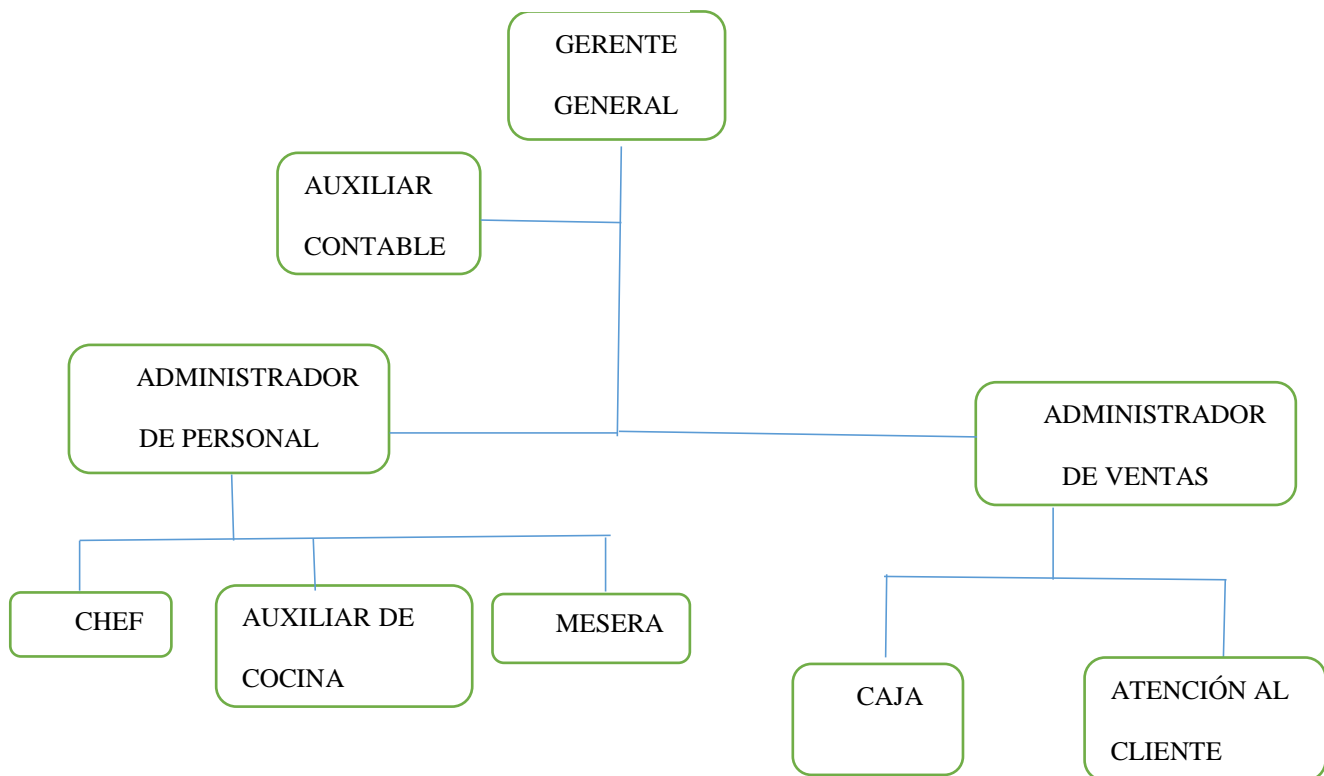 GERENTE
GENERAL
AUXILIAR
CONTABLE
ADMINISTRADOR
DE PERSONAL
ADMINISTRADOR
DE VENTAS
CHEF
AUXILIAR DE
COCINA
MESERA
CAJA
ATENCIÓN AL
CLIENTE